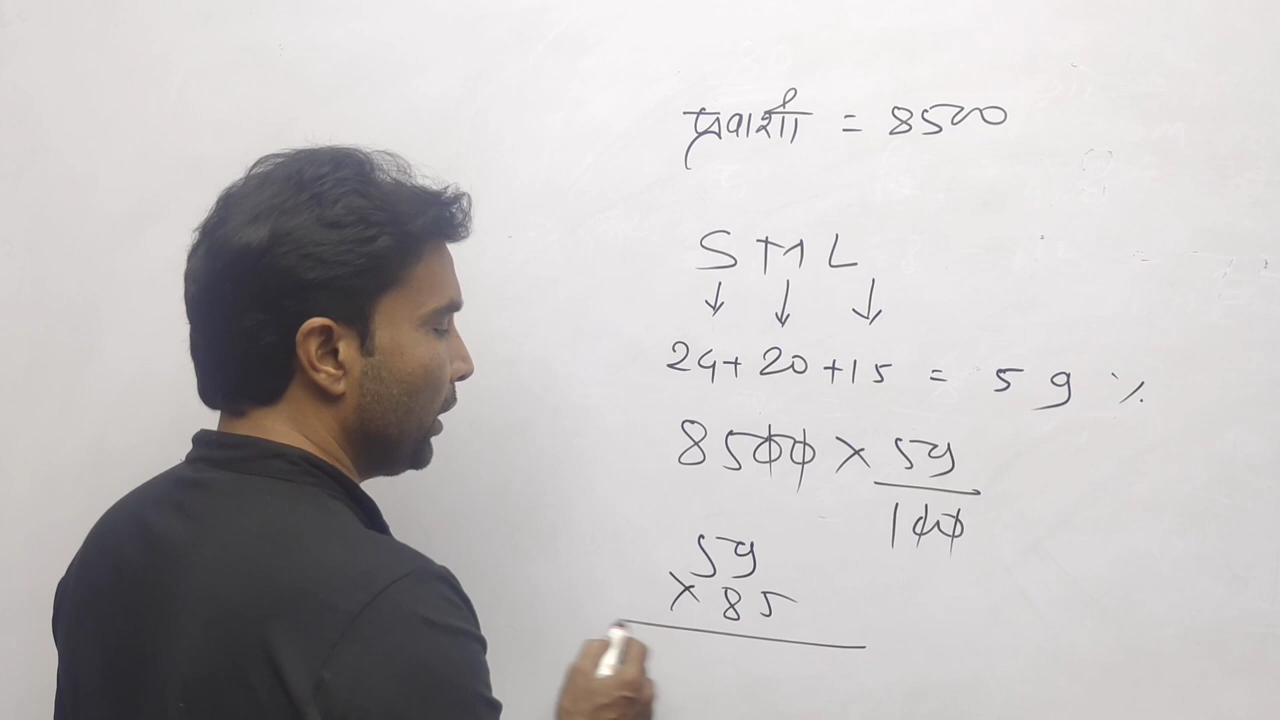 प्रवाशी = 8500
S M L
↓ ↓ ↓
24 + 20 + 15 = 59 %
8500 × 59
100
59
× 85